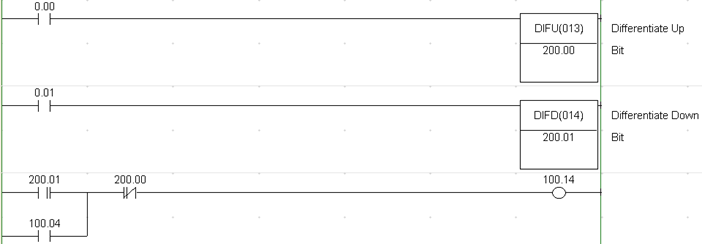 0.00
DIFU(013) Differentiate Up
200.00 Bit
0.01
DIFD(014) Differentiate Down
200.01 Bit
200.01 200.00 100.14
100.04